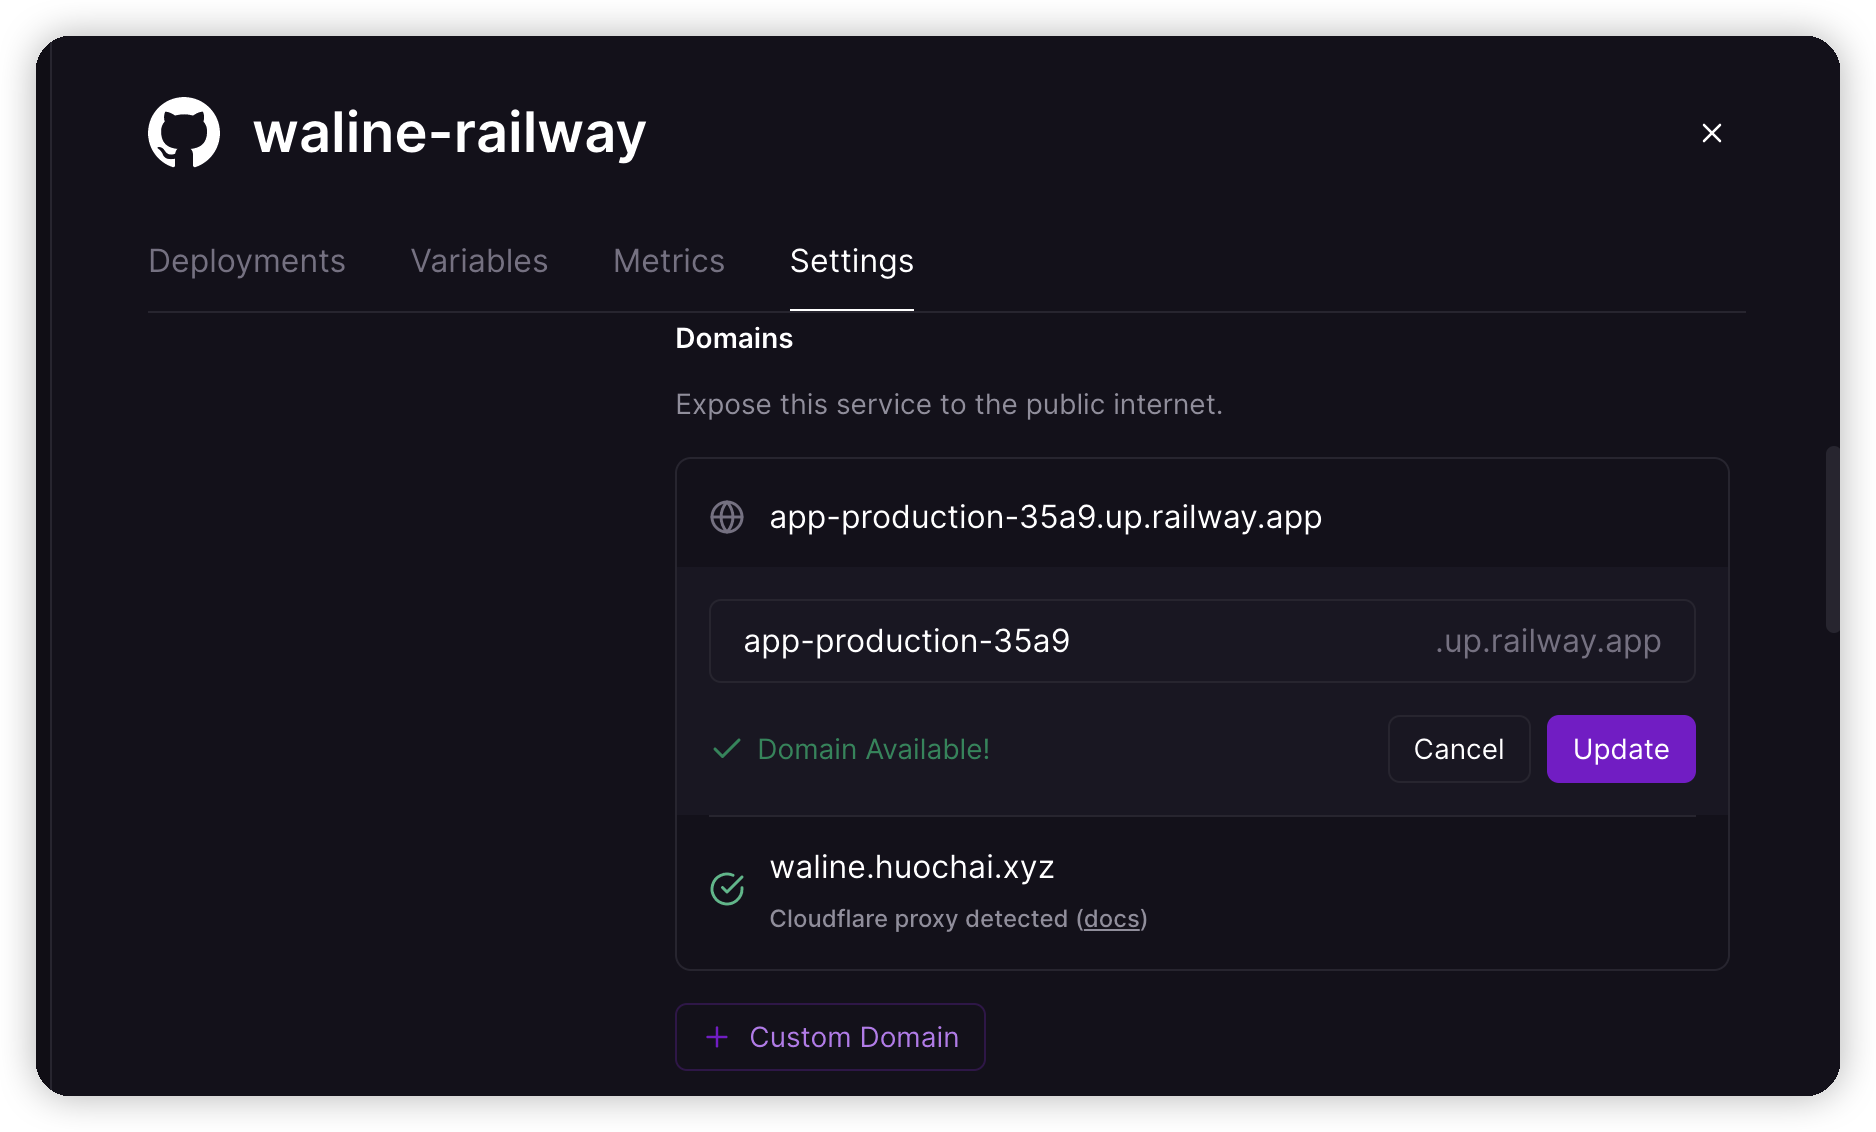 waline-railway
Deployments Variables Metrics Settings
Domains
Expose this service to the public internet.
app-production-35a9.up.railway.app
app-production-35a9 .up.railway.app
Domain Available! Cancel Update
waline.huochai.xyz
Cloudflare proxy detected (docs)
+ Custom Domain